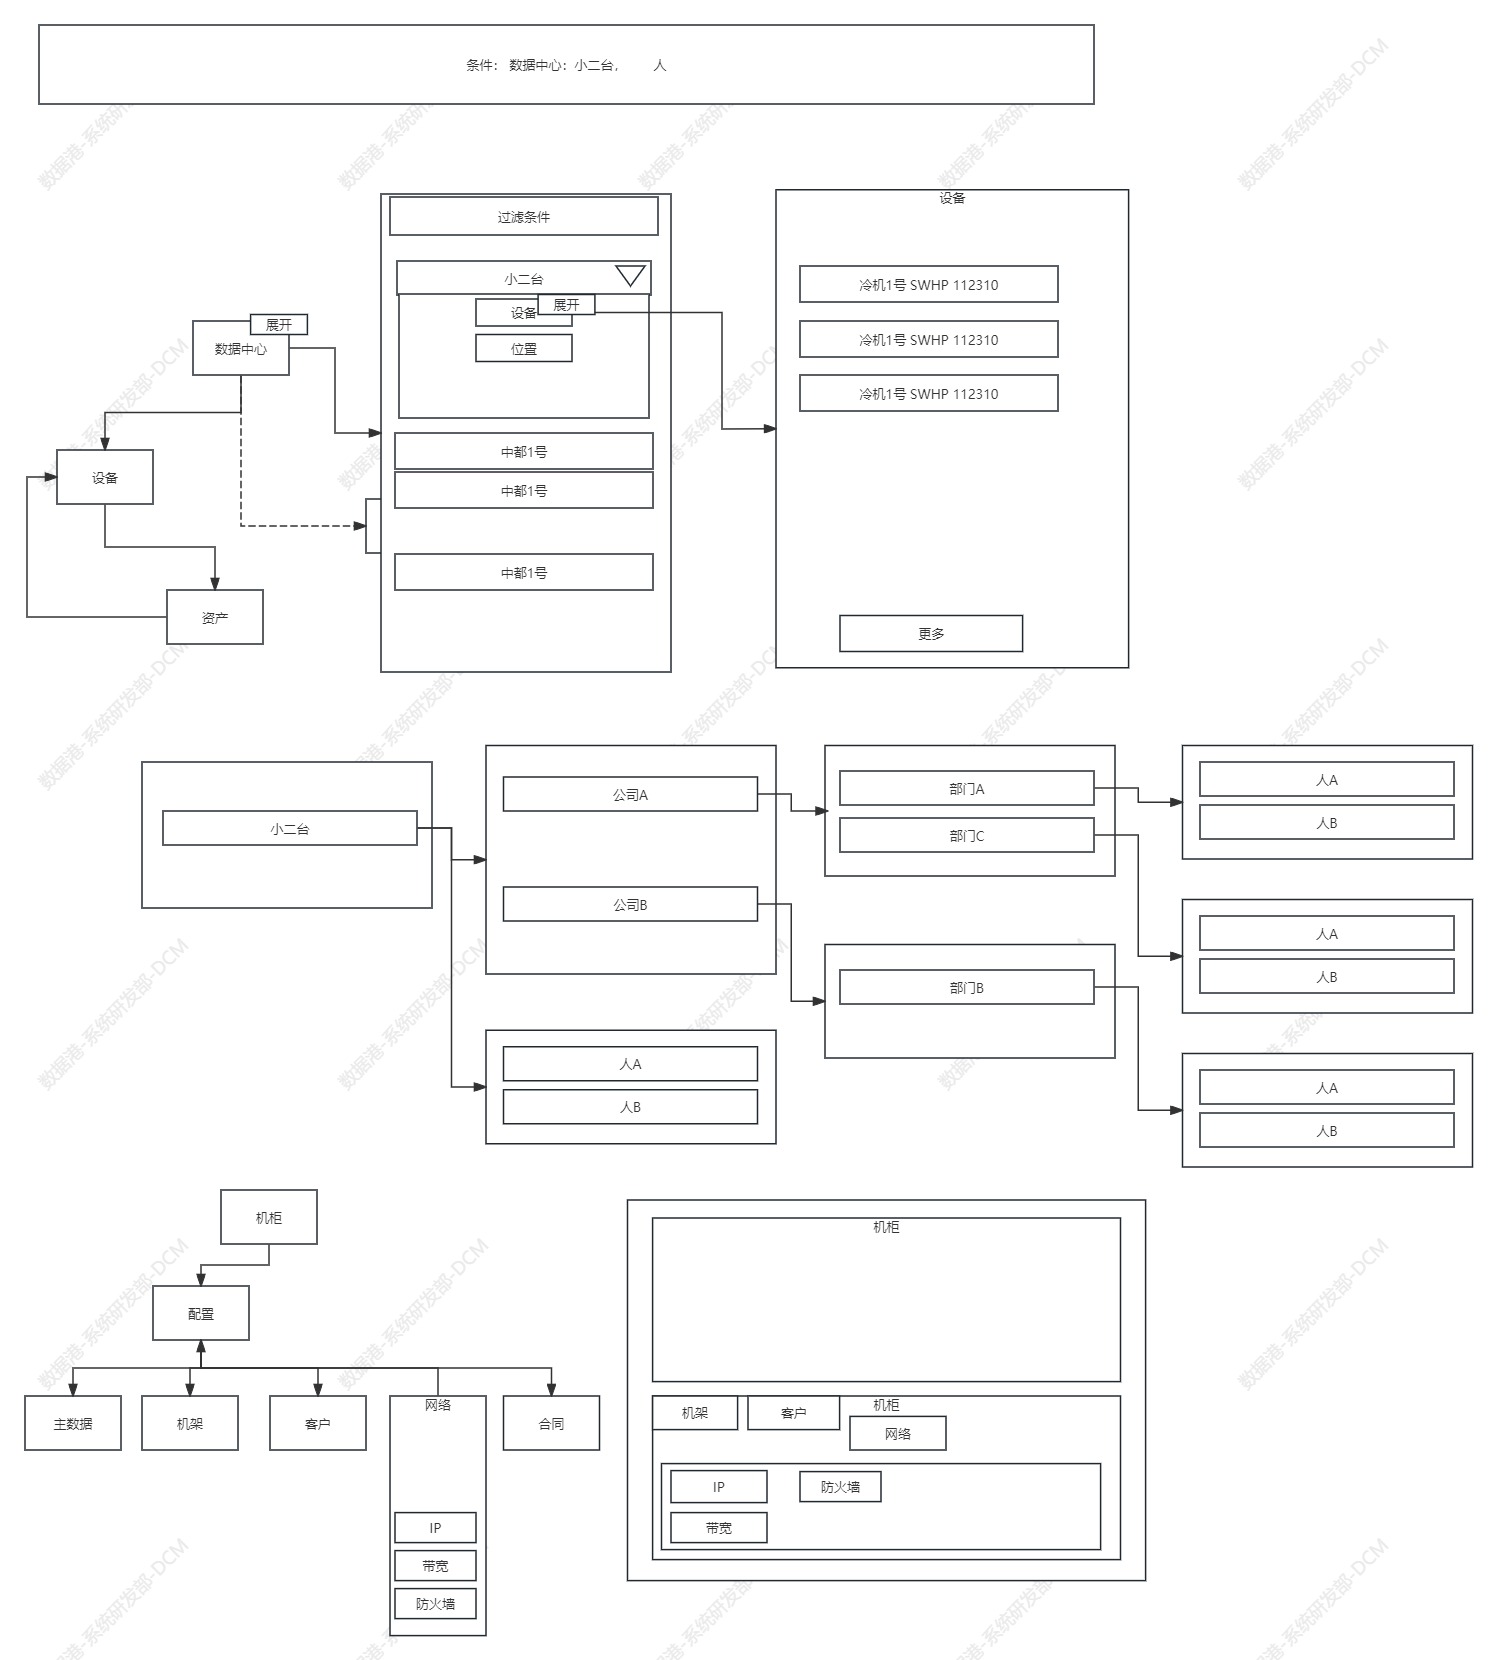 条件： 数据中心：小二台， 人
过滤条件
小二台
设备
展开
位置
中都1号
中都1号
中都1号
设备
冷机1号 SWHP 112310
冷机1号 SWHP 112310
冷机1号 SWHP 112310
更多
展开
数据中心
设备
资产
小二台
公司A
公司B
人A
人B
部门A
部门C
部门B
人A
人B
人A
人B
人A
人B
机柜
配置
主数据
机架
客户
网络
IP
带宽
防火墙
合同
机柜
机柜
机架
客户
网络
IP
防火墙
带宽
数据港-系统研发部-DCM